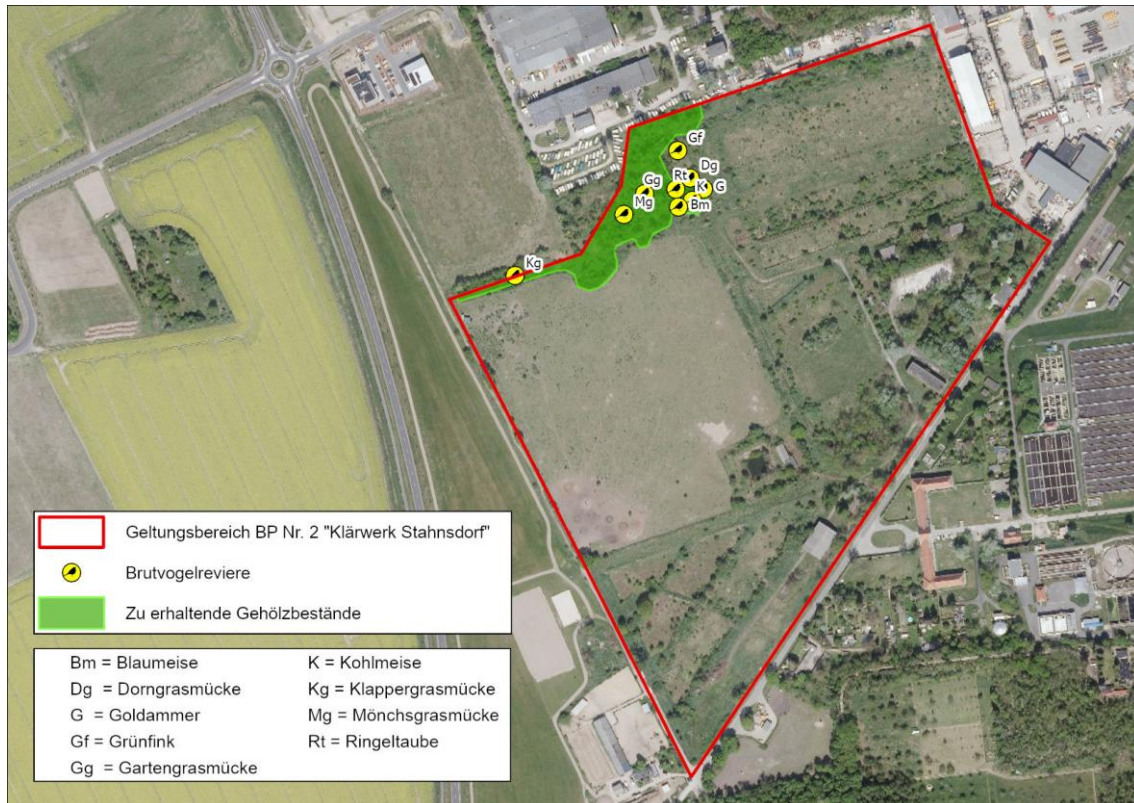 Gf
Dg
Rt
K
G
Gg
Bm
Mg
Kg
Geltungsbereich BP Nr. 2 "Klärwerk Stahnsdorf"
Brutvogelreviere
Zu erhaltende Gehölzbestände
Bm = Blaumeise
Dg = Dorngrasmücke
G = Goldammer
Gf = Grünfink
Gg = Gartengrasmücke
K = Kohlmeise
Kg = Klappergrasmücke
Mg = Mönchsgrasmücke
Rt = Ringeltaube